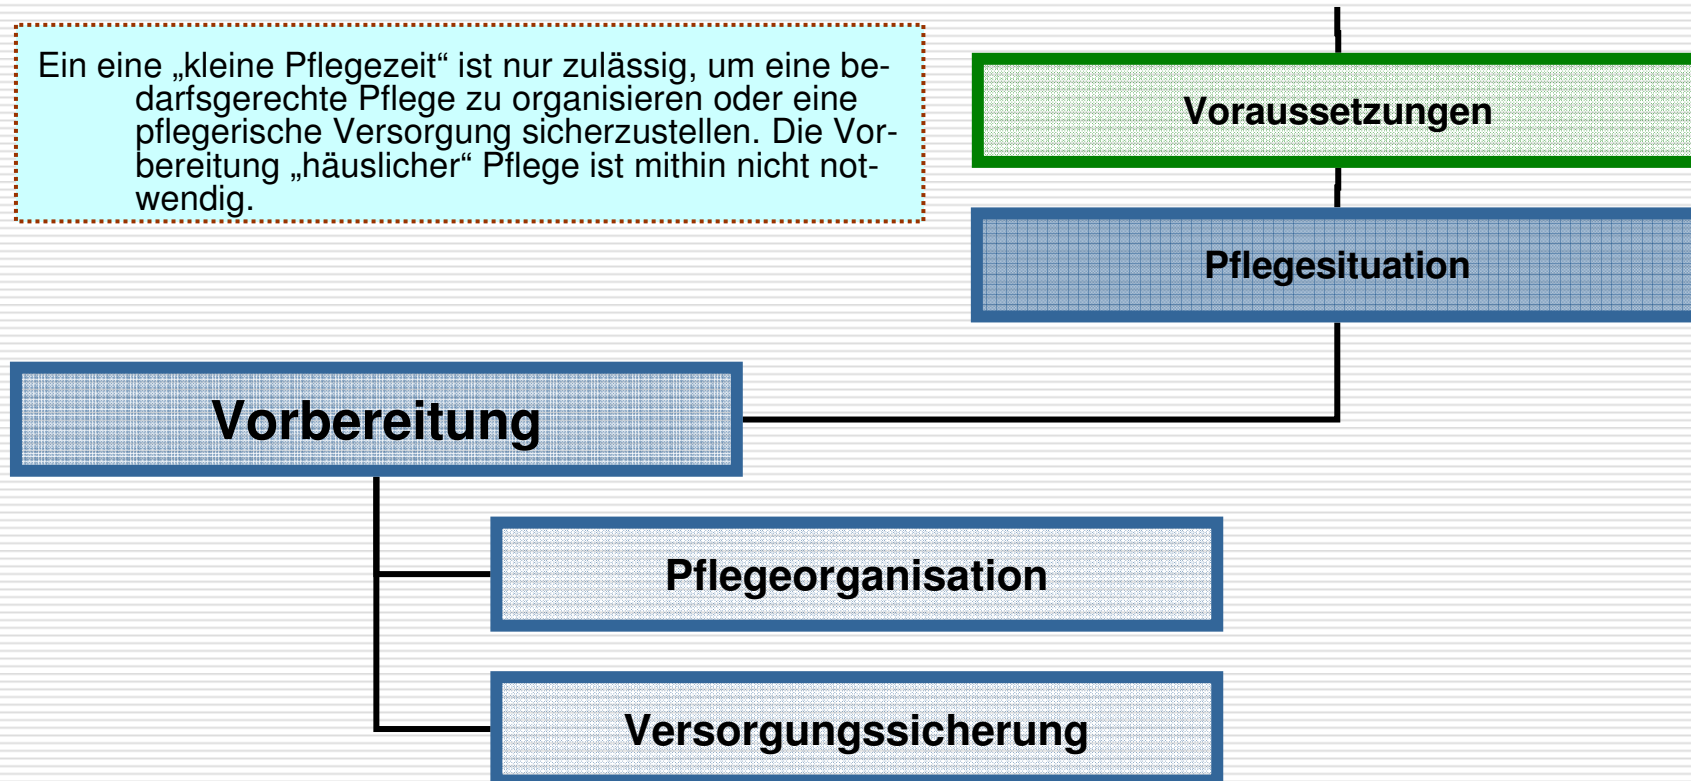 Ein eine „kleine Pflegezeit“ ist nur zulässig, um eine be-
darfsgerechte Pflege zu organisieren oder eine
pflegerische Versorgung sicherzustellen. Die Vor-
bereitung „häuslicher“ Pflege ist mithin nicht not-
wendig.
Voraussetzungen
Pflegesituation
Vorbereitung
Pflegeorganisation
Versorgungssicherung